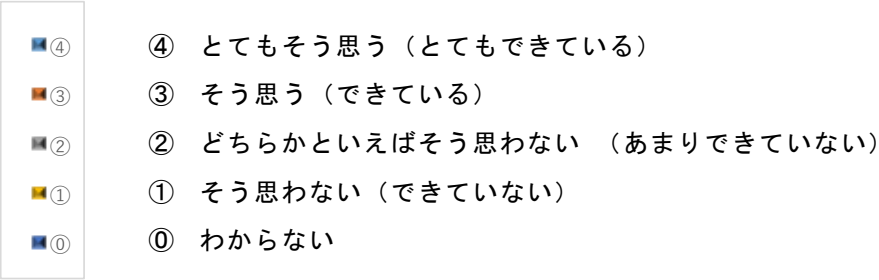 ④ ④ とてもそう思う（とてもできている）
③ ③ そう思う（できている）
② ② どちらかといえばそう思わない （あまりできていない）
① ① そう思わない（できていない）
⓪ ⓪ わからない